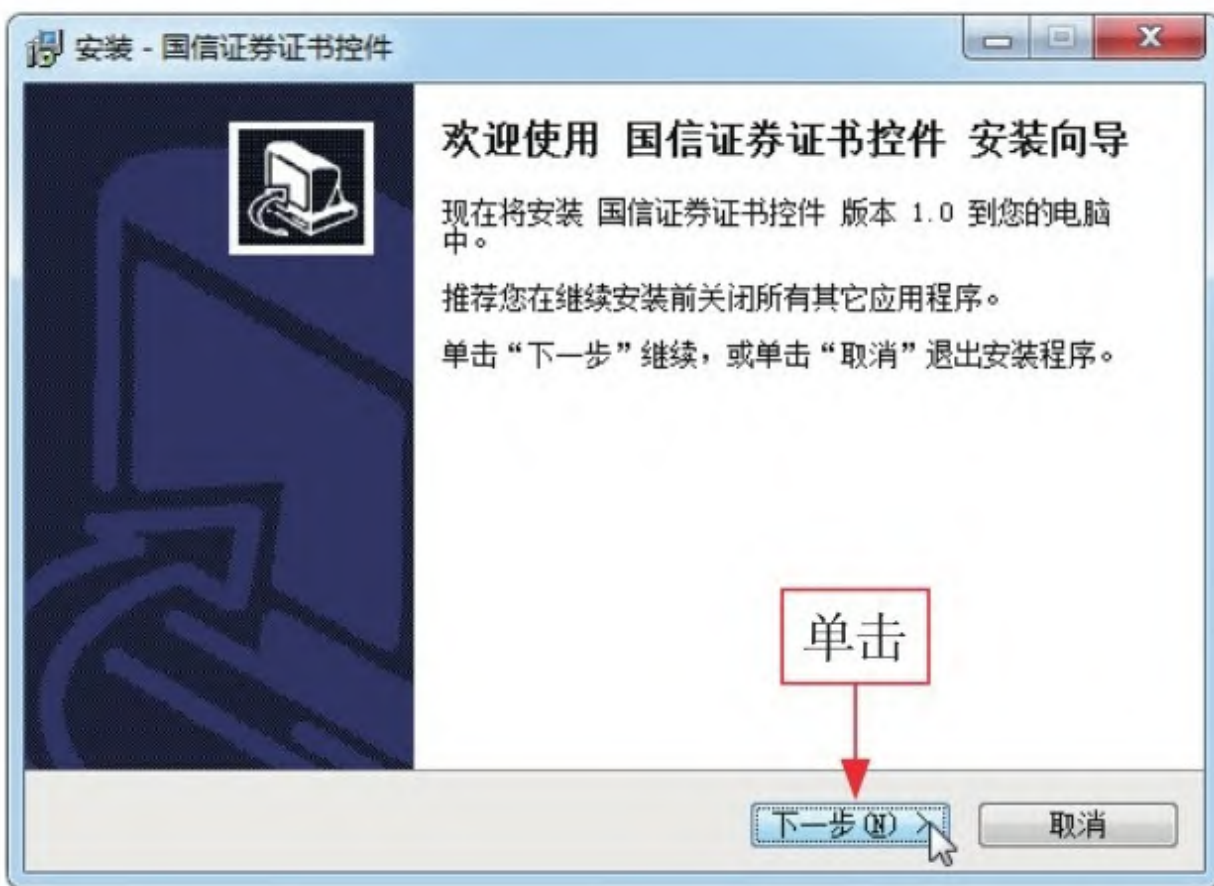 安装 - 国信证券证书控件
欢迎使用 国信证券证书控件 安装向导
现在将安装 国信证券证书控件 版本 1.0 到您的电脑
中。
推荐您在继续安装前关闭所有其它应用程序。
单击“下一步”继续，或单击“取消”退出安装程序。
单击
下一步(N) >
取消